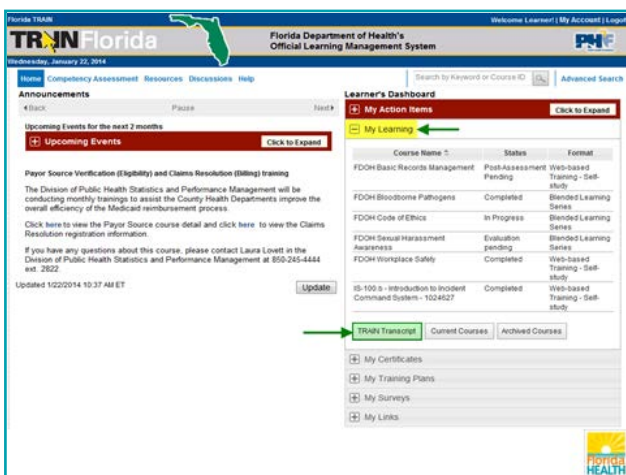 Florida TRAIN
Welcome Learner! | My Account | Logout
TRAIN Florida
Florida Department of Health's
Official Learning Management System
PHF
Wednesday, January 22, 2014
Home Competency Assessment Resources Discussions Help
Search by Keyword or Course ID
Advanced Search
Announcements
Back Pause Next
Upcoming Events for the next 2 months
Upcoming Events Click to Expand
Payor Source Verification (Eligibility) and Claims Resolution (Billing) training
The Division of Public Health Statistics and Performance Management will be
conducting monthly trainings to assist the County Health Departments improve the
overall efficiency of the Medicaid reimbursement process.
Click here to view the Payor Source course detail and click here to view the Claims
Resolution registration information.
If you have any questions about this course, please contact Laura Lovett in the
Division of Public Health Statistics and Performance Management at 850-245-4444
ext. 2822
Updated 1/22/2014 10:37 AM ET
Update
Learner's Dashboard
My Action Items Click to Expand
My Learning
Course Name Status Format
FDOH Basic Records Management Post-Assessment Web-based
Pending Training - Self-
study
FDOH Bloodborne Pathogens Completed Blended Learning
Series
FDOH Code of Ethics In Progress Blended Learning
Series
FDOH Sexual Harassment Evaluation Blended Learning
Awareness pending Series
FDOH Workplace Safety Completed Web-based
Training - Self-
study
IS-100.b - Introduction to Incident Completed Web-based
Command System - 1024627 Training - Self-
study
TRAIN Transcript Current Courses Archived Courses
My Certificates
My Training Plans
My Surveys
My Links
Florida
HEALTH